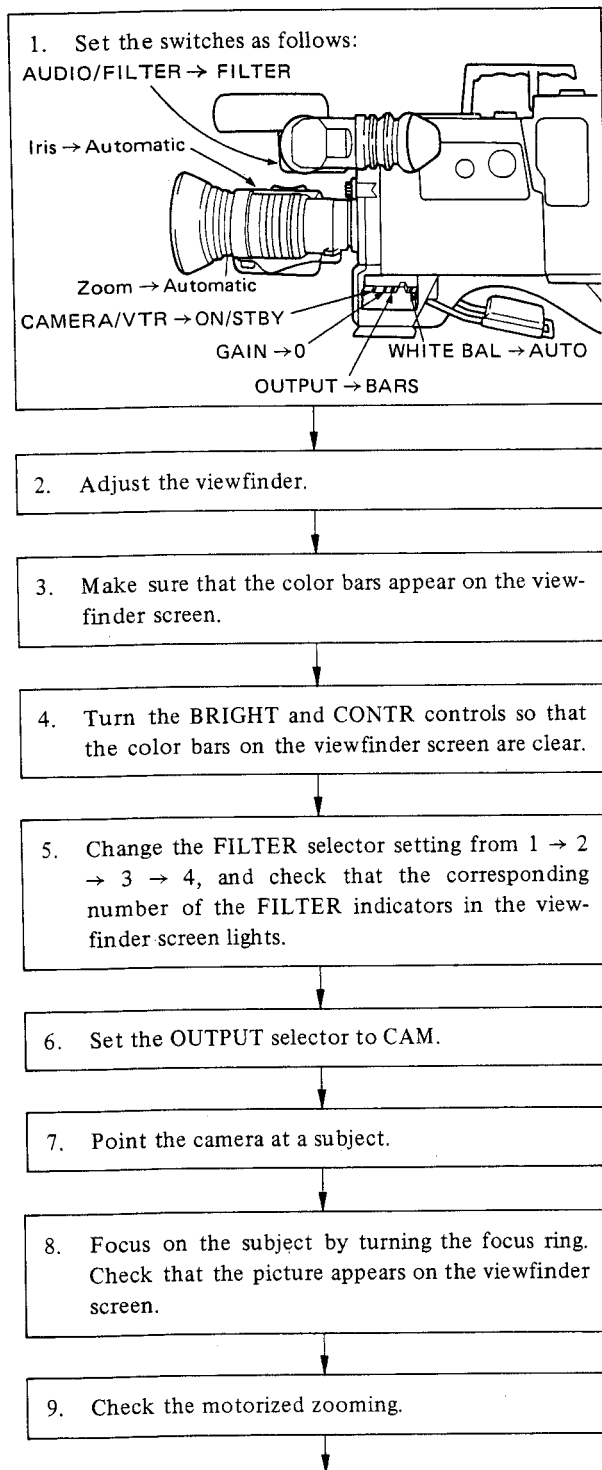 1. Set the switches as follows:
AUDIO/FILTER → FILTER
Iris → Automatic
Zoom → Automatic
CAMERA/VTR → ON/STBY
GAIN → 0
WHITE BAL → AUTO
OUTPUT → BARS
2. Adjust the viewfinder.
3. Make sure that the color bars appear on the view-
finder screen.
4. Turn the BRIGHT and CONTR controls so that
the color bars on the viewfinder screen are clear.
5. Change the FILTER selector setting from 1 → 2
→ 3 → 4, and check that the corresponding
number of the FILTER indicators in the view-
finder screen lights.
6. Set the OUTPUT selector to CAM.
7. Point the camera at a subject.
8. Focus on the subject by turning the focus ring.
Check that the picture appears on the viewfinder
screen.
9. Check the motorized zooming.